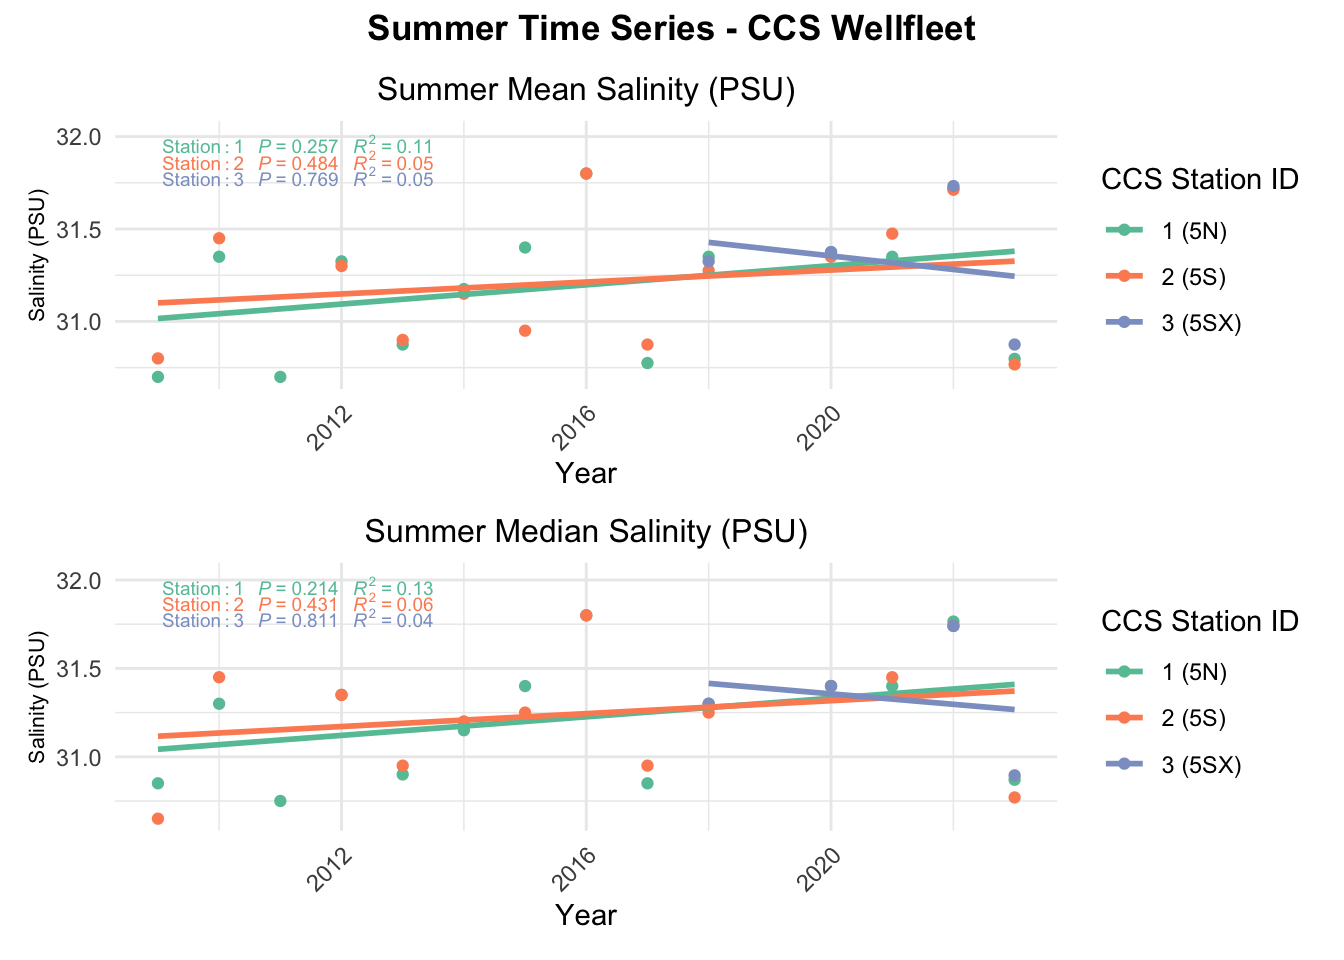 Summer Time Series - CCS Wellfleet
Summer Mean Salinity (PSU)
Salinity (PSU)
32.0
31.5
31.0
Station: 1 P = 0.257 R² = 0.11
Station: 2 P = 0.484 R² = 0.05
Station: 3 P = 0.769 R² = 0.05
2012
2016
2020
Year
CCS Station ID
1 (5N)
2 (5S)
3 (5SX)
Summer Median Salinity (PSU)
Salinity (PSU)
32.0
31.5
31.0
Station: 1 P = 0.214 R² = 0.13
Station: 2 P = 0.431 R² = 0.06
Station: 3 P = 0.811 R² = 0.04
2012
2016
2020
Year
CCS Station ID
1 (5N)
2 (5S)
3 (5SX)